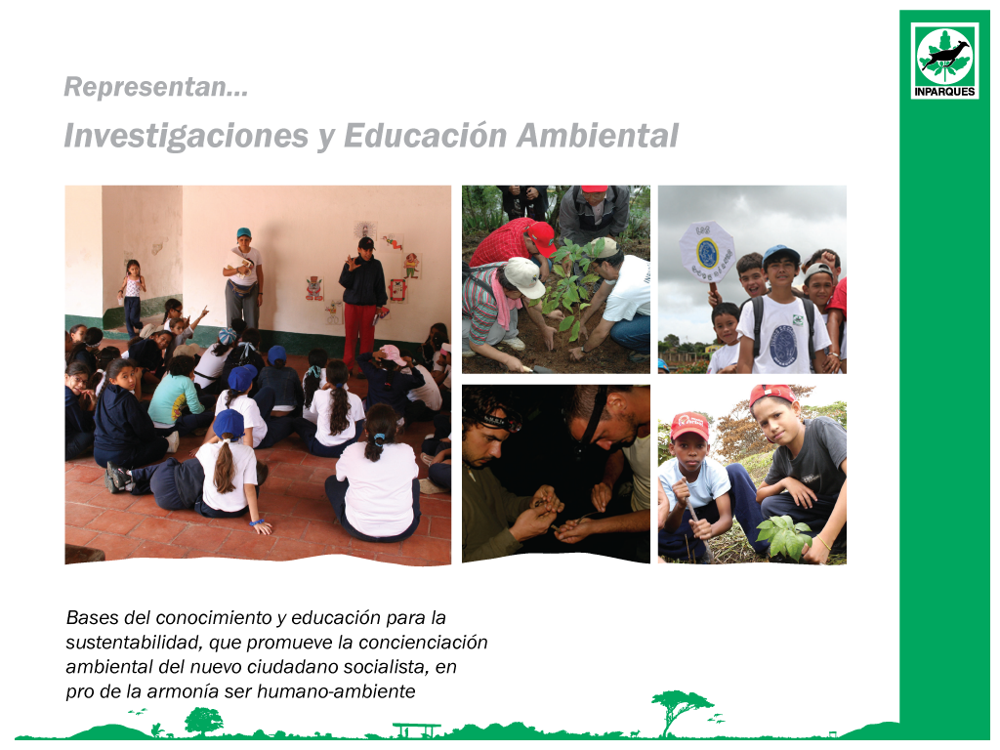 INPARQUES
Representan...
Investigaciones y Educación Ambiental
LOS
Bases del conocimiento y educación para la
sustentabilidad, que promueve la concienciación
ambiental del nuevo ciudadano socialista, en
pro de la armonía ser humano-ambiente